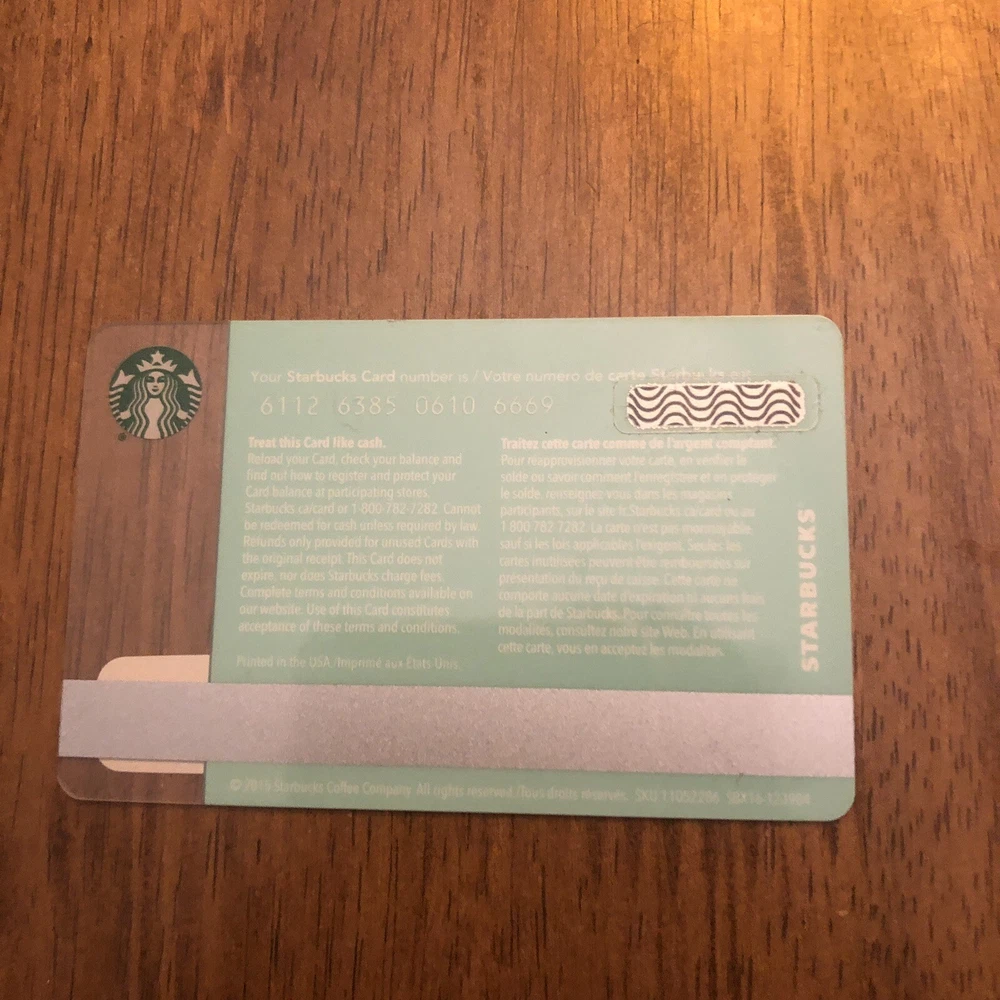 Your Starbucks Card number is / Votre numero de carte Starbucks est
6112 6385 0610 6669
Treat this Card like cash.
Reload your Card, check your balance and
find out how to register and protect your
Card balance at participating stores,
Starbucks.ca/card or 1-800-782-7282. Cannot
be redeemed for cash unless required by law.
Refunds only provided for unused Cards with
the original receipt. This Card does not
expire, nor does Starbucks charge fees.
Complete terms and conditions available on
our website. Use of this Card constitutes
acceptance of these terms and conditions.
Printed in the USA./Imprimé aux États Unis.
Traitez cette carte comme de l'argent comptant.
Pour réapprovisionner votre carte, en vérifier le
solde ou savoir comment l'enregistrer et en protéger
le solde, renseignez-vous dans les magasins
participants, sur le site fr.Starbucks.ca/card ou au
1 800 782 7282. La carte n'est pas monnayable
sauf si les lois applicables l'exigent. Seules les
cartes inutilisées peuvent être remboursées sur
présentation du reçu de caisse. Cette carte ne
comporte aucune date d'expiration ni aucuns frais
de la part de Starbucks. Pour connaître toutes les
modalités, consultez notre site Web. En utilisant
cette carte, vous en acceptez les modalités.
STARBUCKS
© 2015 Starbucks Coffee Company. All rights reserved./Tous droits réservés. SKU 11052286